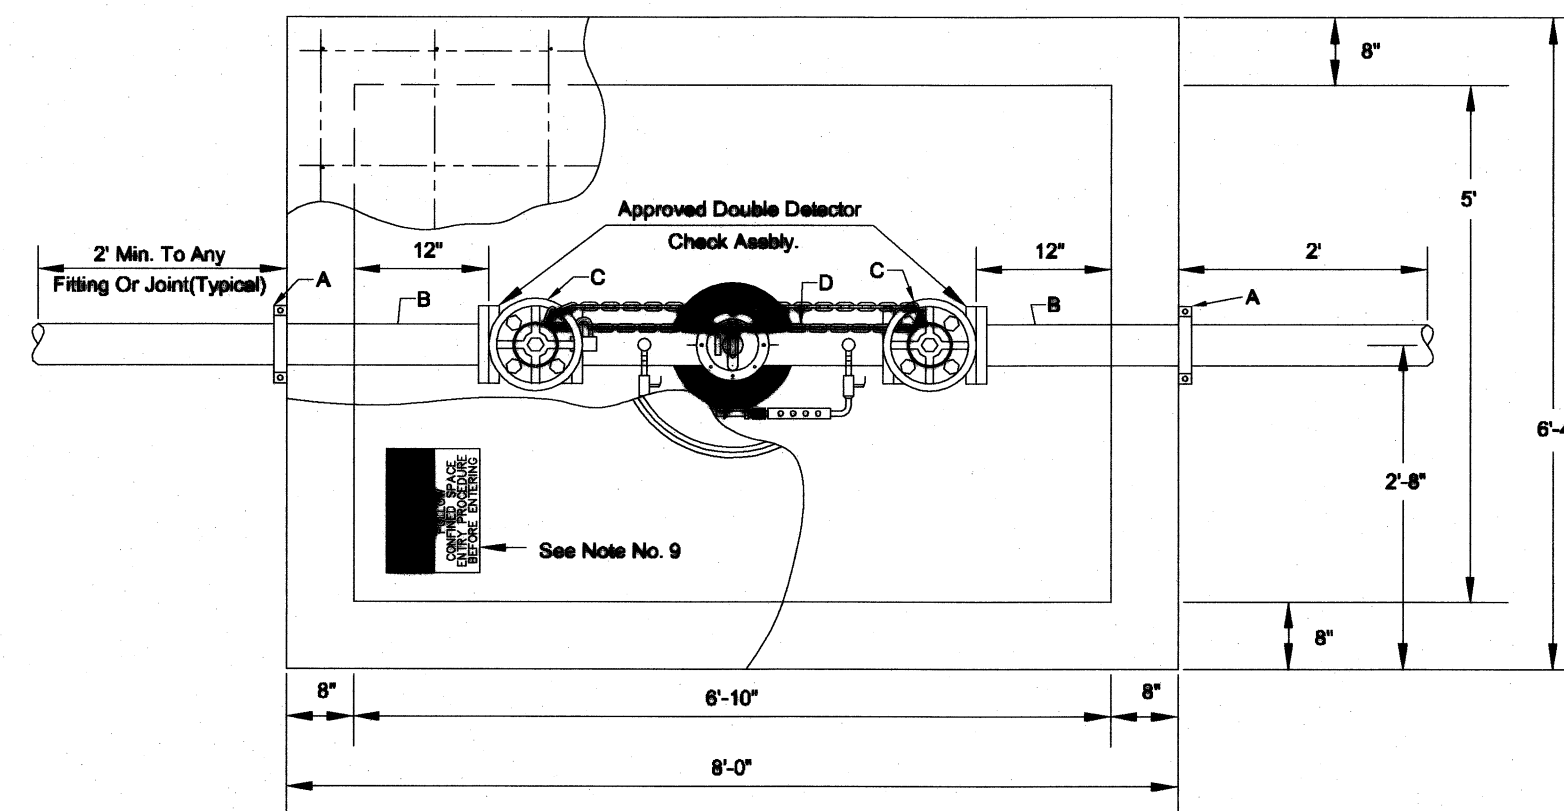 8"
5'
Approved Double Detector
Check Asebly.
2' Min. To Any
Fitting Or Joint(Typical)
12"
12"
2'
A
B
C
D
C
B
A
6'-4
2'-8"
FOLLOW
CONFINED SPACE
ENTRY PROCEDURE
BEFORE ENTERING
See Note No. 9
8"
8"
6'-10"
8"
8'-0"